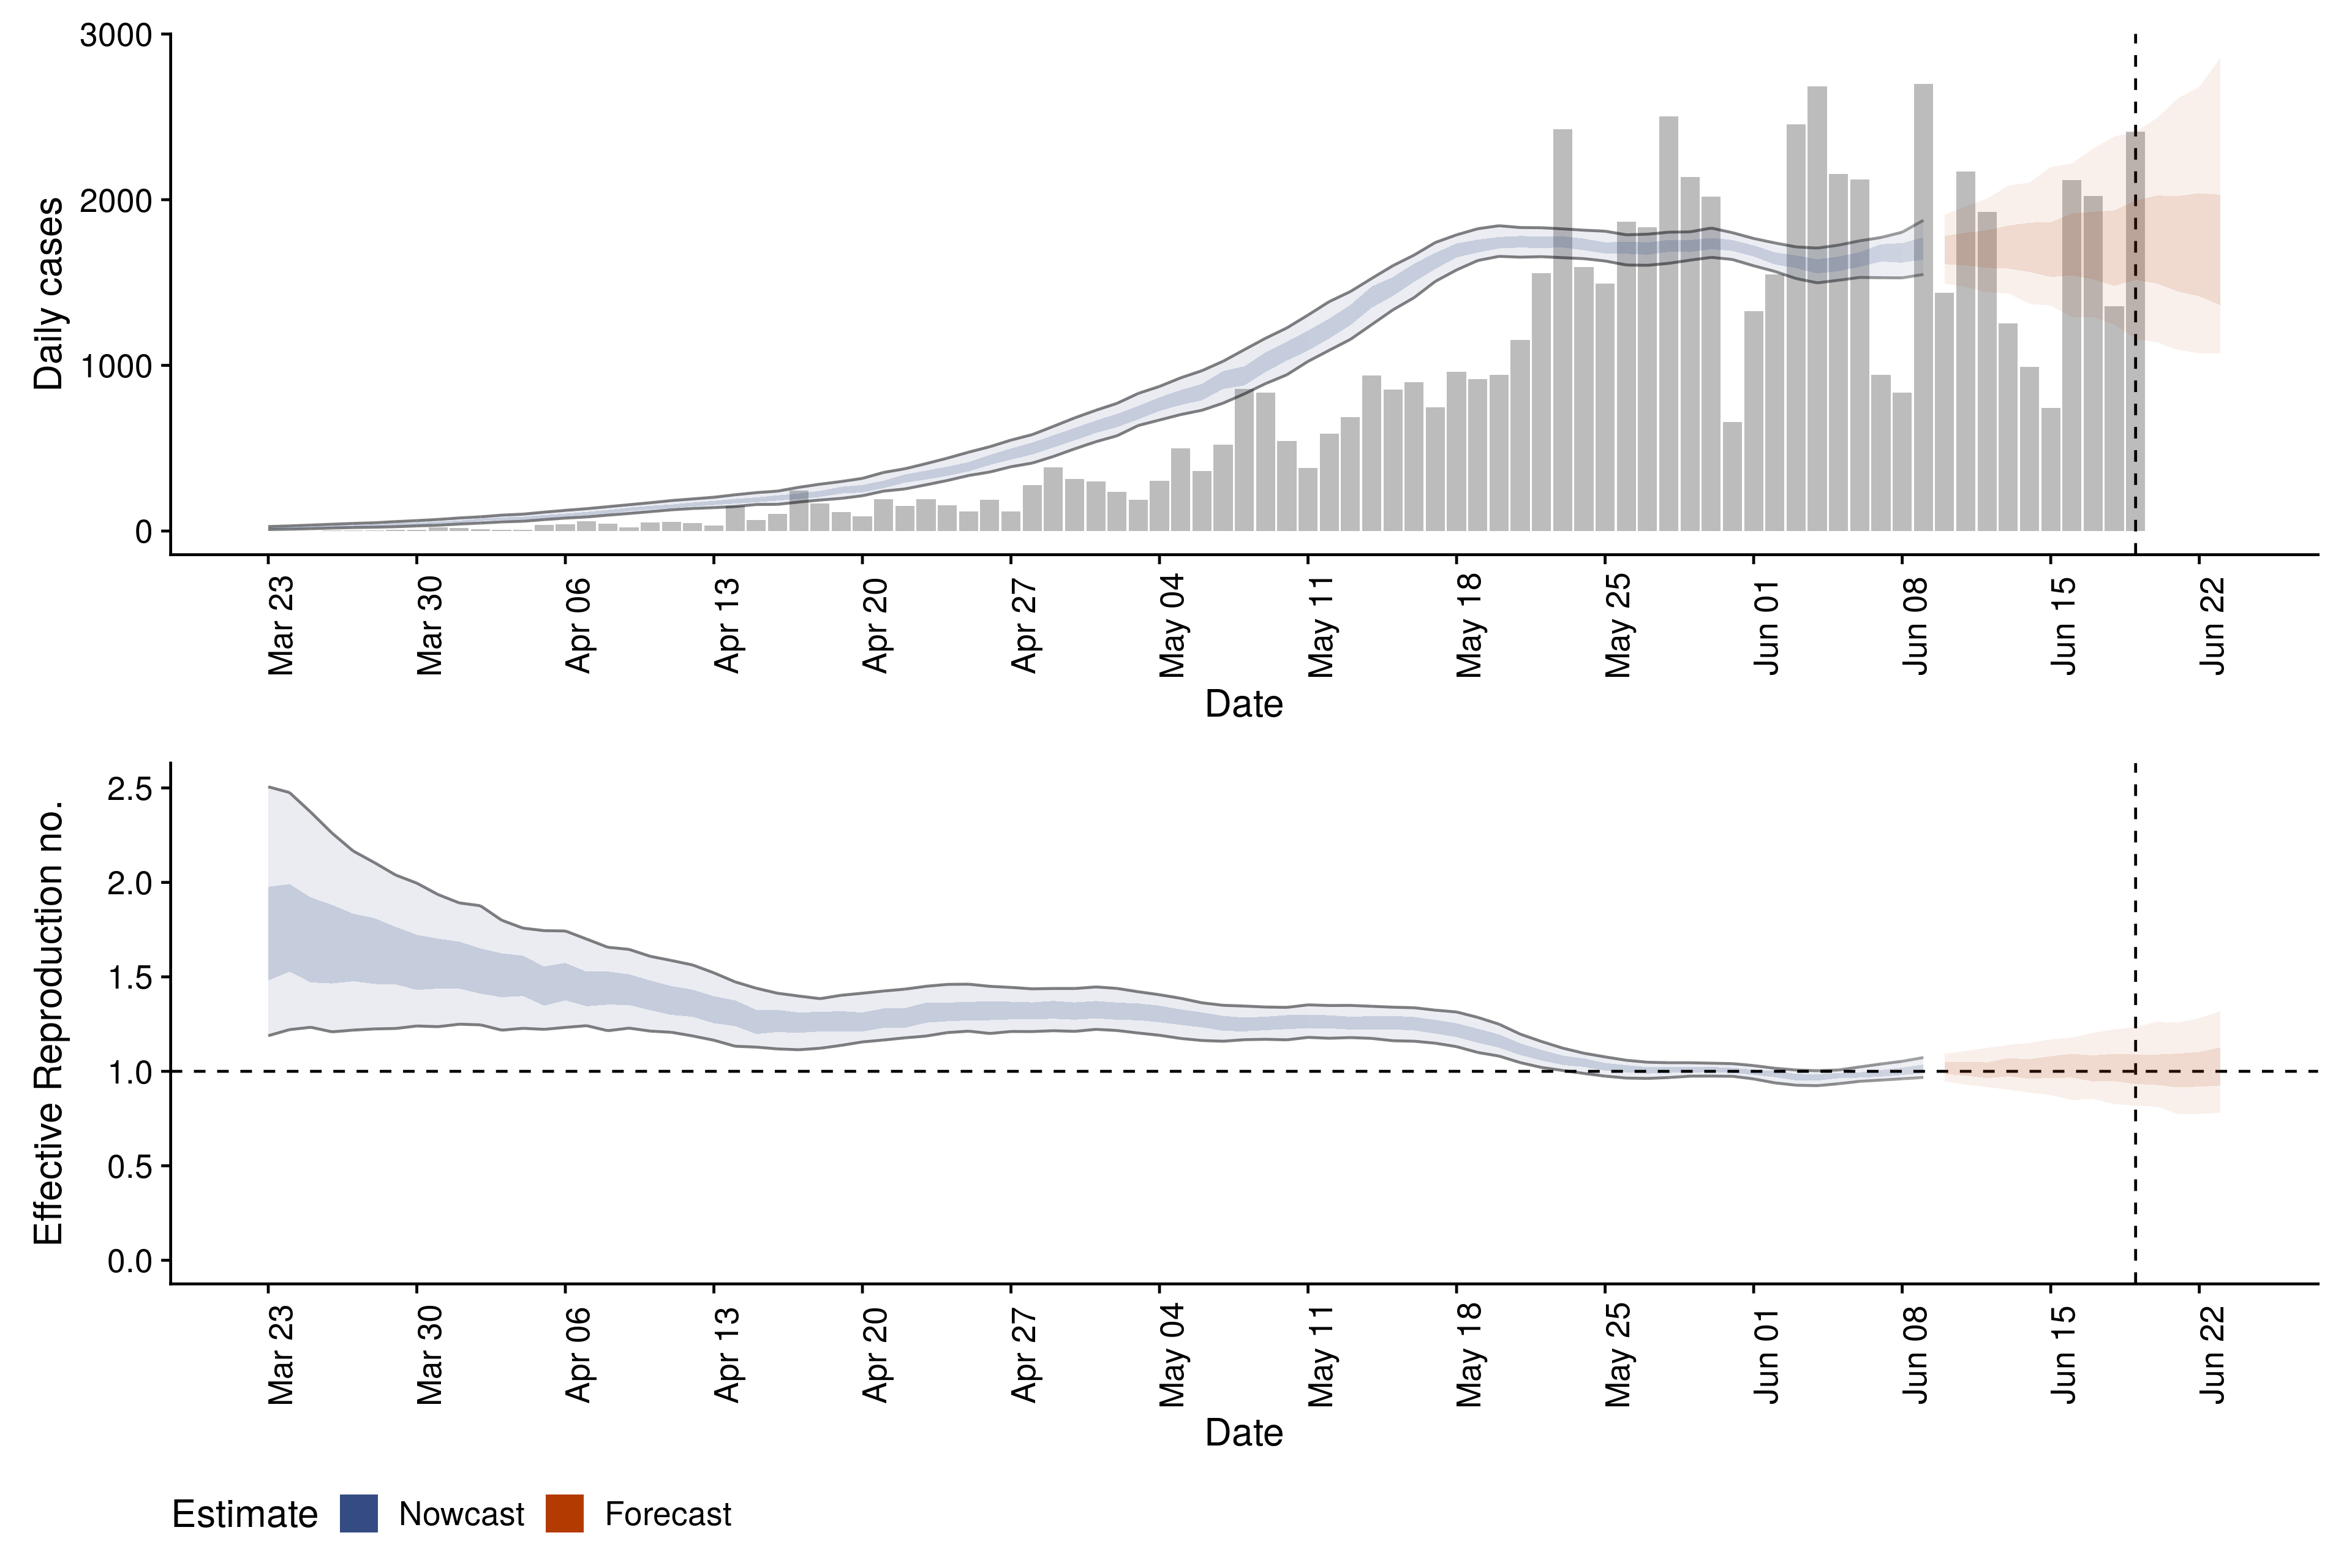 3000
2000
1000
0
Daily cases
Mar 23 Mar 30 Apr 06 Apr 13 Apr 20 Apr 27 May 04 May 11 May 18 May 25 Jun 01 Jun 08 Jun 15 Jun 22
Date
2.5
2.0
1.5
1.0
0.5
0.0
Effective Reproduction no.
Mar 23 Mar 30 Apr 06 Apr 13 Apr 20 Apr 27 May 04 May 11 May 18 May 25 Jun 01 Jun 08 Jun 15 Jun 22
Date
Estimate Nowcast Forecast